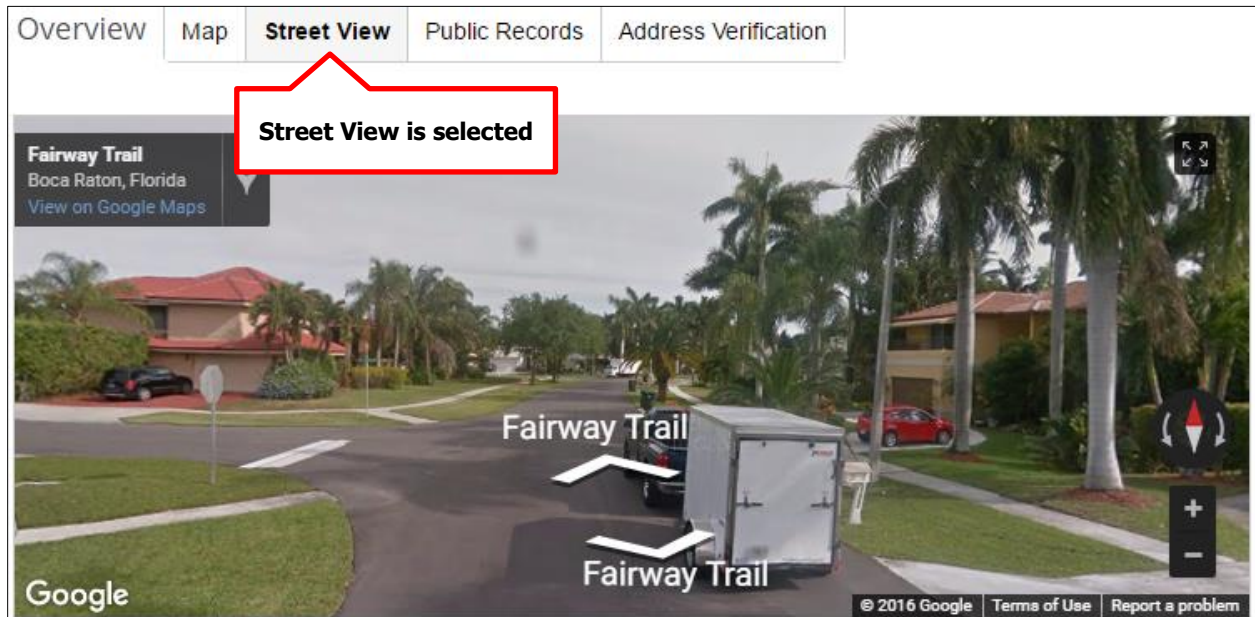 Overview Map Street View Public Records Address Verification
Street View is selected
Fairway Trail
Boca Raton, Florida
View on Google Maps
Fairway Trail
Fairway Trail
Google
© 2016 Google Terms of Use Report a problem